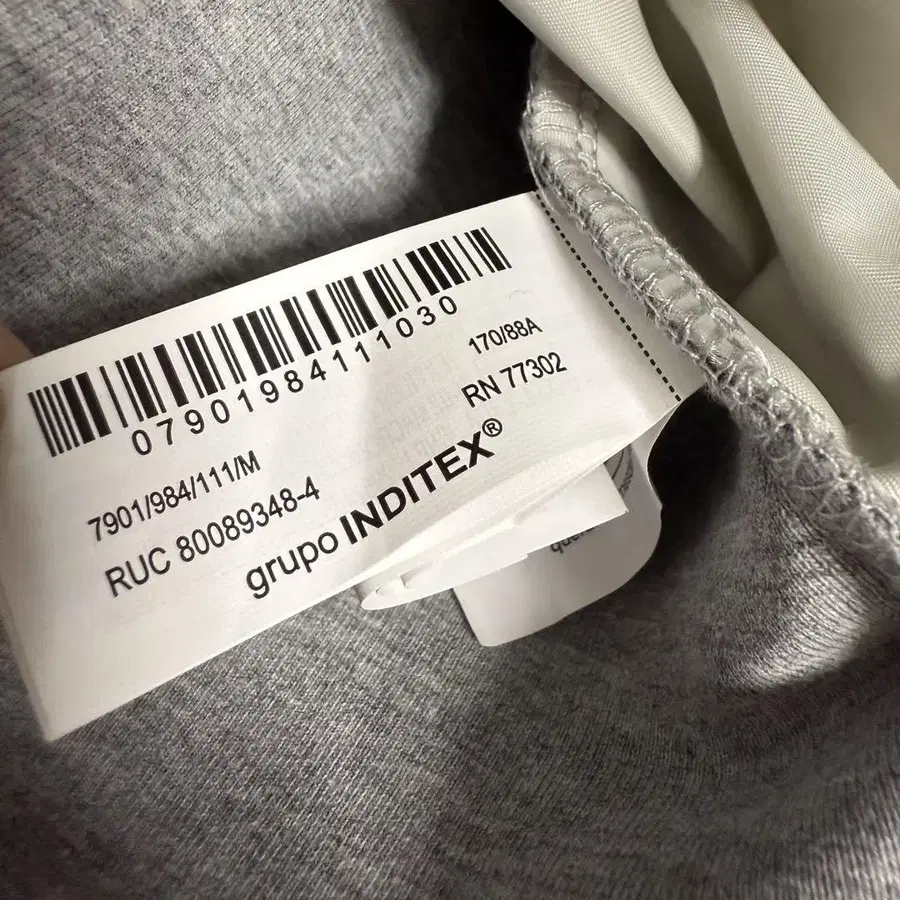 07901984111030
170/88A
7901/984/111/M
RN 77302
RUC 80089348-4
grupo INDITEX®